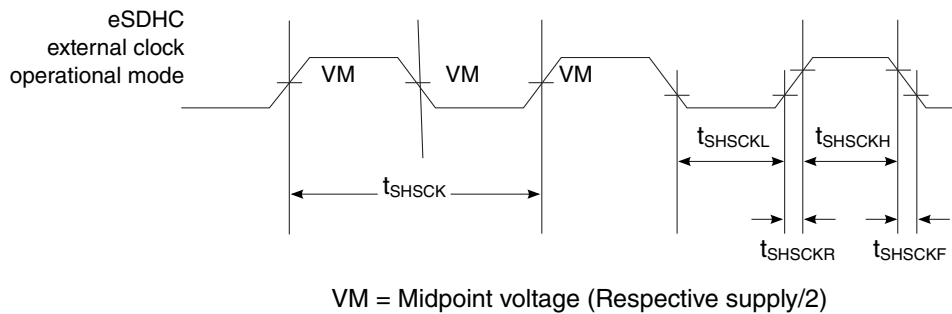 eSDHC
external clock
operational mode
VM VM VM
tSHSCKL tSHSCKH
tSHSCK
tSHSCKR tSHSCKF
VM = Midpoint voltage (Respective supply/2)